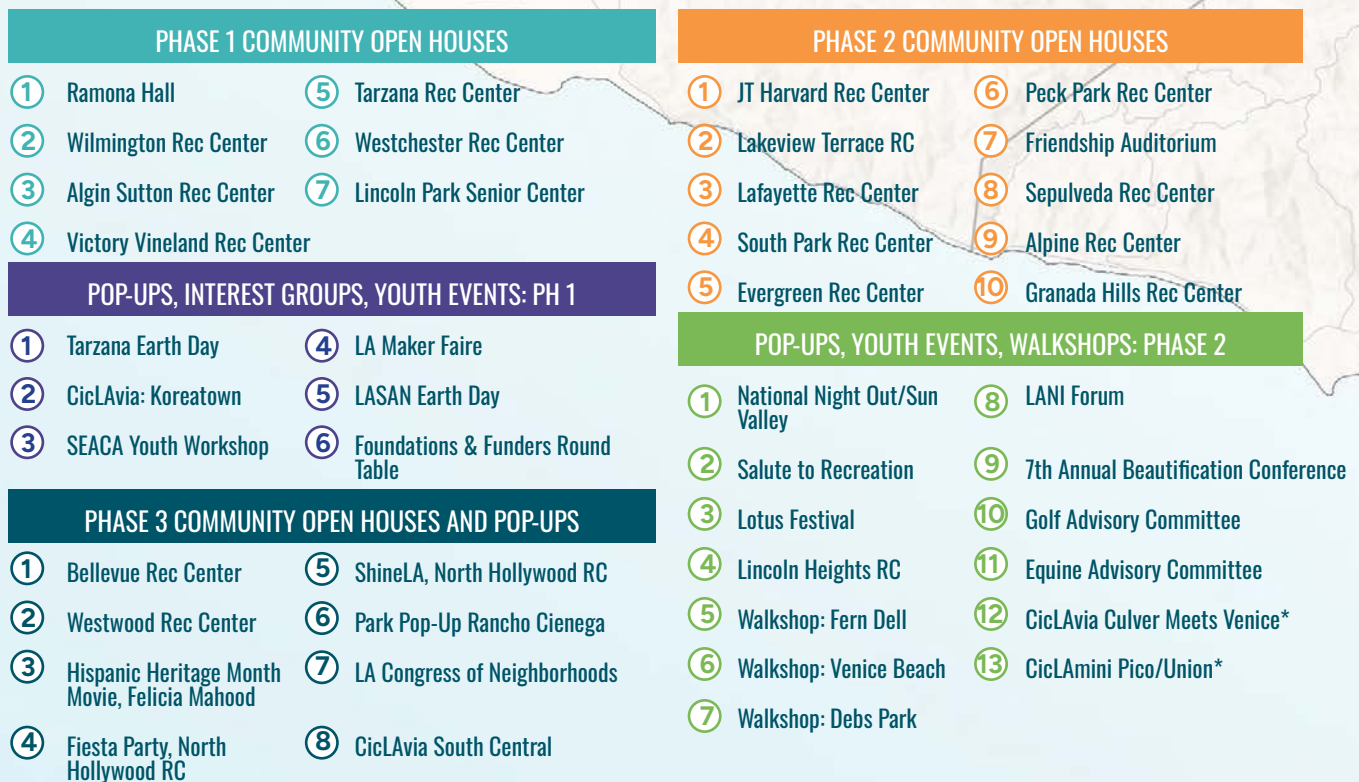 PHASE 1 COMMUNITY OPEN HOUSES
1 Ramona Hall
2 Wilmington Rec Center
3 Algin Sutton Rec Center
4 Victory Vineland Rec Center
5 Tarzana Rec Center
6 Westchester Rec Center
7 Lincoln Park Senior Center
POP-UPS, INTEREST GROUPS, YOUTH EVENTS: PH 1
1 Tarzana Earth Day
2 CicLAvia: Koreatown
3 SEACA Youth Workshop
4 LA Maker Faire
5 LASAN Earth Day
6 Foundations & Funders Round
Table
PHASE 3 COMMUNITY OPEN HOUSES AND POP-UPS
1 Bellevue Rec Center
2 Westwood Rec Center
3 Hispanic Heritage Month
Movie, Felicia Mahood
4 Fiesta Party, North
Hollywood RC
5 ShineLA, North Hollywood RC
6 Park Pop-Up Rancho Cienega
7 LA Congress of Neighborhoods
8 CicLAvia South Central
PHASE 2 COMMUNITY OPEN HOUSES
1 JT Harvard Rec Center
2 Lakeview Terrace RC
3 Lafayette Rec Center
4 South Park Rec Center
5 Evergreen Rec Center
6 Peck Park Rec Center
7 Friendship Auditorium
8 Sepulveda Rec Center
9 Alpine Rec Center
10 Granada Hills Rec Center
POP-UPS, YOUTH EVENTS, WALKSHOPS: PHASE 2
1 National Night Out/Sun
Valley
2 Salute to Recreation
3 Lotus Festival
4 Lincoln Heights RC
5 Walkshop: Fern Dell
6 Walkshop: Venice Beach
7 Walkshop: Debs Park
8 LANI Forum
9 7th Annual Beautification Conference
10 Golf Advisory Committee
11 Equine Advisory Committee
12 CicLAvia Culver Meets Venice*
13 CicLAmini Pico/Union*